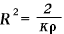 R² = 2/κρ